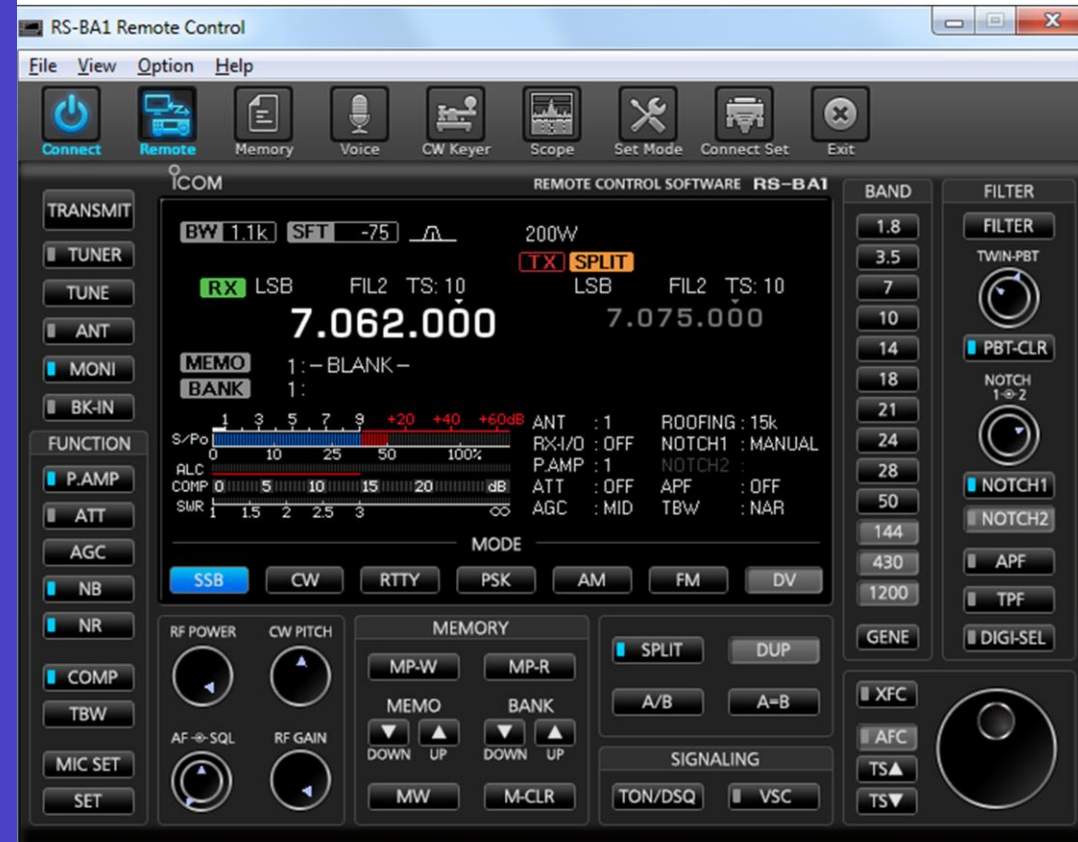 RS-BA1 Remote Control
File View Option Help
Connect Remote Memory Voice CW Keyer Scope Set Mode Connect Set Exit
ICOM REMOTE CONTROL SOFTWARE RS-BA1
TRANSMIT
TUNER
TUNE
ANT
MONI
BK-IN
FUNCTION
P.AMP
ATT
AGC
NB
NR
COMP
TBW
MIC SET
SET
BW 1.1k SFT -75 200W
TX SPLIT
RX LSB FIL2 TS: 10 LSB FIL2 TS: 10
7.062.000 7.075.000
MEMO 1: -BLANK-
BANK 1:
1 3 5 7 9 +20 +40 +60dB
S/Po
0 10 25 50 100%
ALC
COMP 0 5 10 15 20 dB
SWR 1 1.5 2 2.5 3 ∞
ANT : 1 ROOFING : 15k
RX-I/O : OFF NOTCH1 : MANUAL
P.AMP : 1 NOTCH2 :
ATT : OFF APF : OFF
AGC : MID TBW : NAR
MODE
SSB CW RTTY PSK AM FM DV
RF POWER CW PITCH
AF SQL RF GAIN
MEMORY
MP-W MP-R
MEMO BANK
▼ ▲ ▼ ▲
DOWN UP DOWN UP
MW M-CLR
SPLIT DUP
A/B A=B
SIGNALING
TON/DSQ VSC
BAND
1.8
3.5
7
10
14
18
21
24
28
50
144
430
1200
GENE
FILTER
FILTER
TWIN-PBT
PBT-CLR
NOTCH
1 2
NOTCH1
NOTCH2
APF
TPF
DIGI-SEL
XFC
AFC
TS▲
TS▼